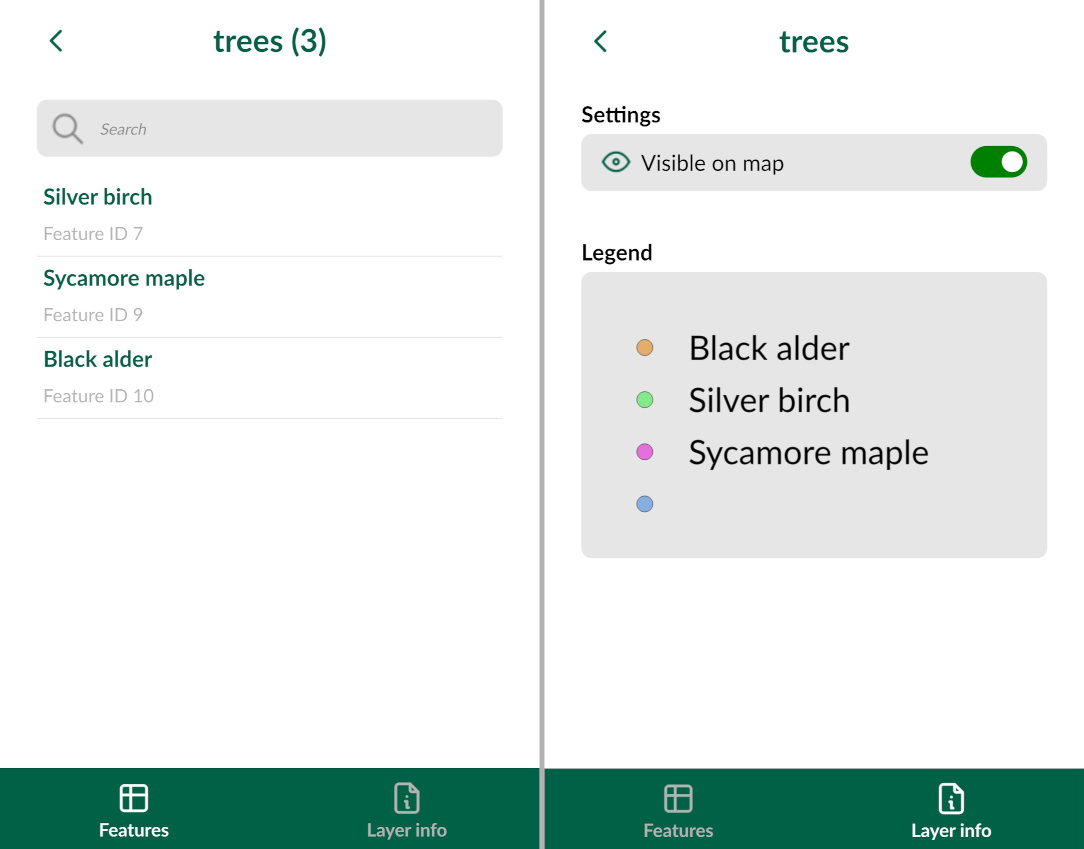 trees (3)
Search
Silver birch
Feature ID 7
Sycamore maple
Feature ID 9
Black alder
Feature ID 10
Features
Layer info
trees
Settings
Visible on map
Legend
Black alder
Silver birch
Sycamore maple
Features
Layer info